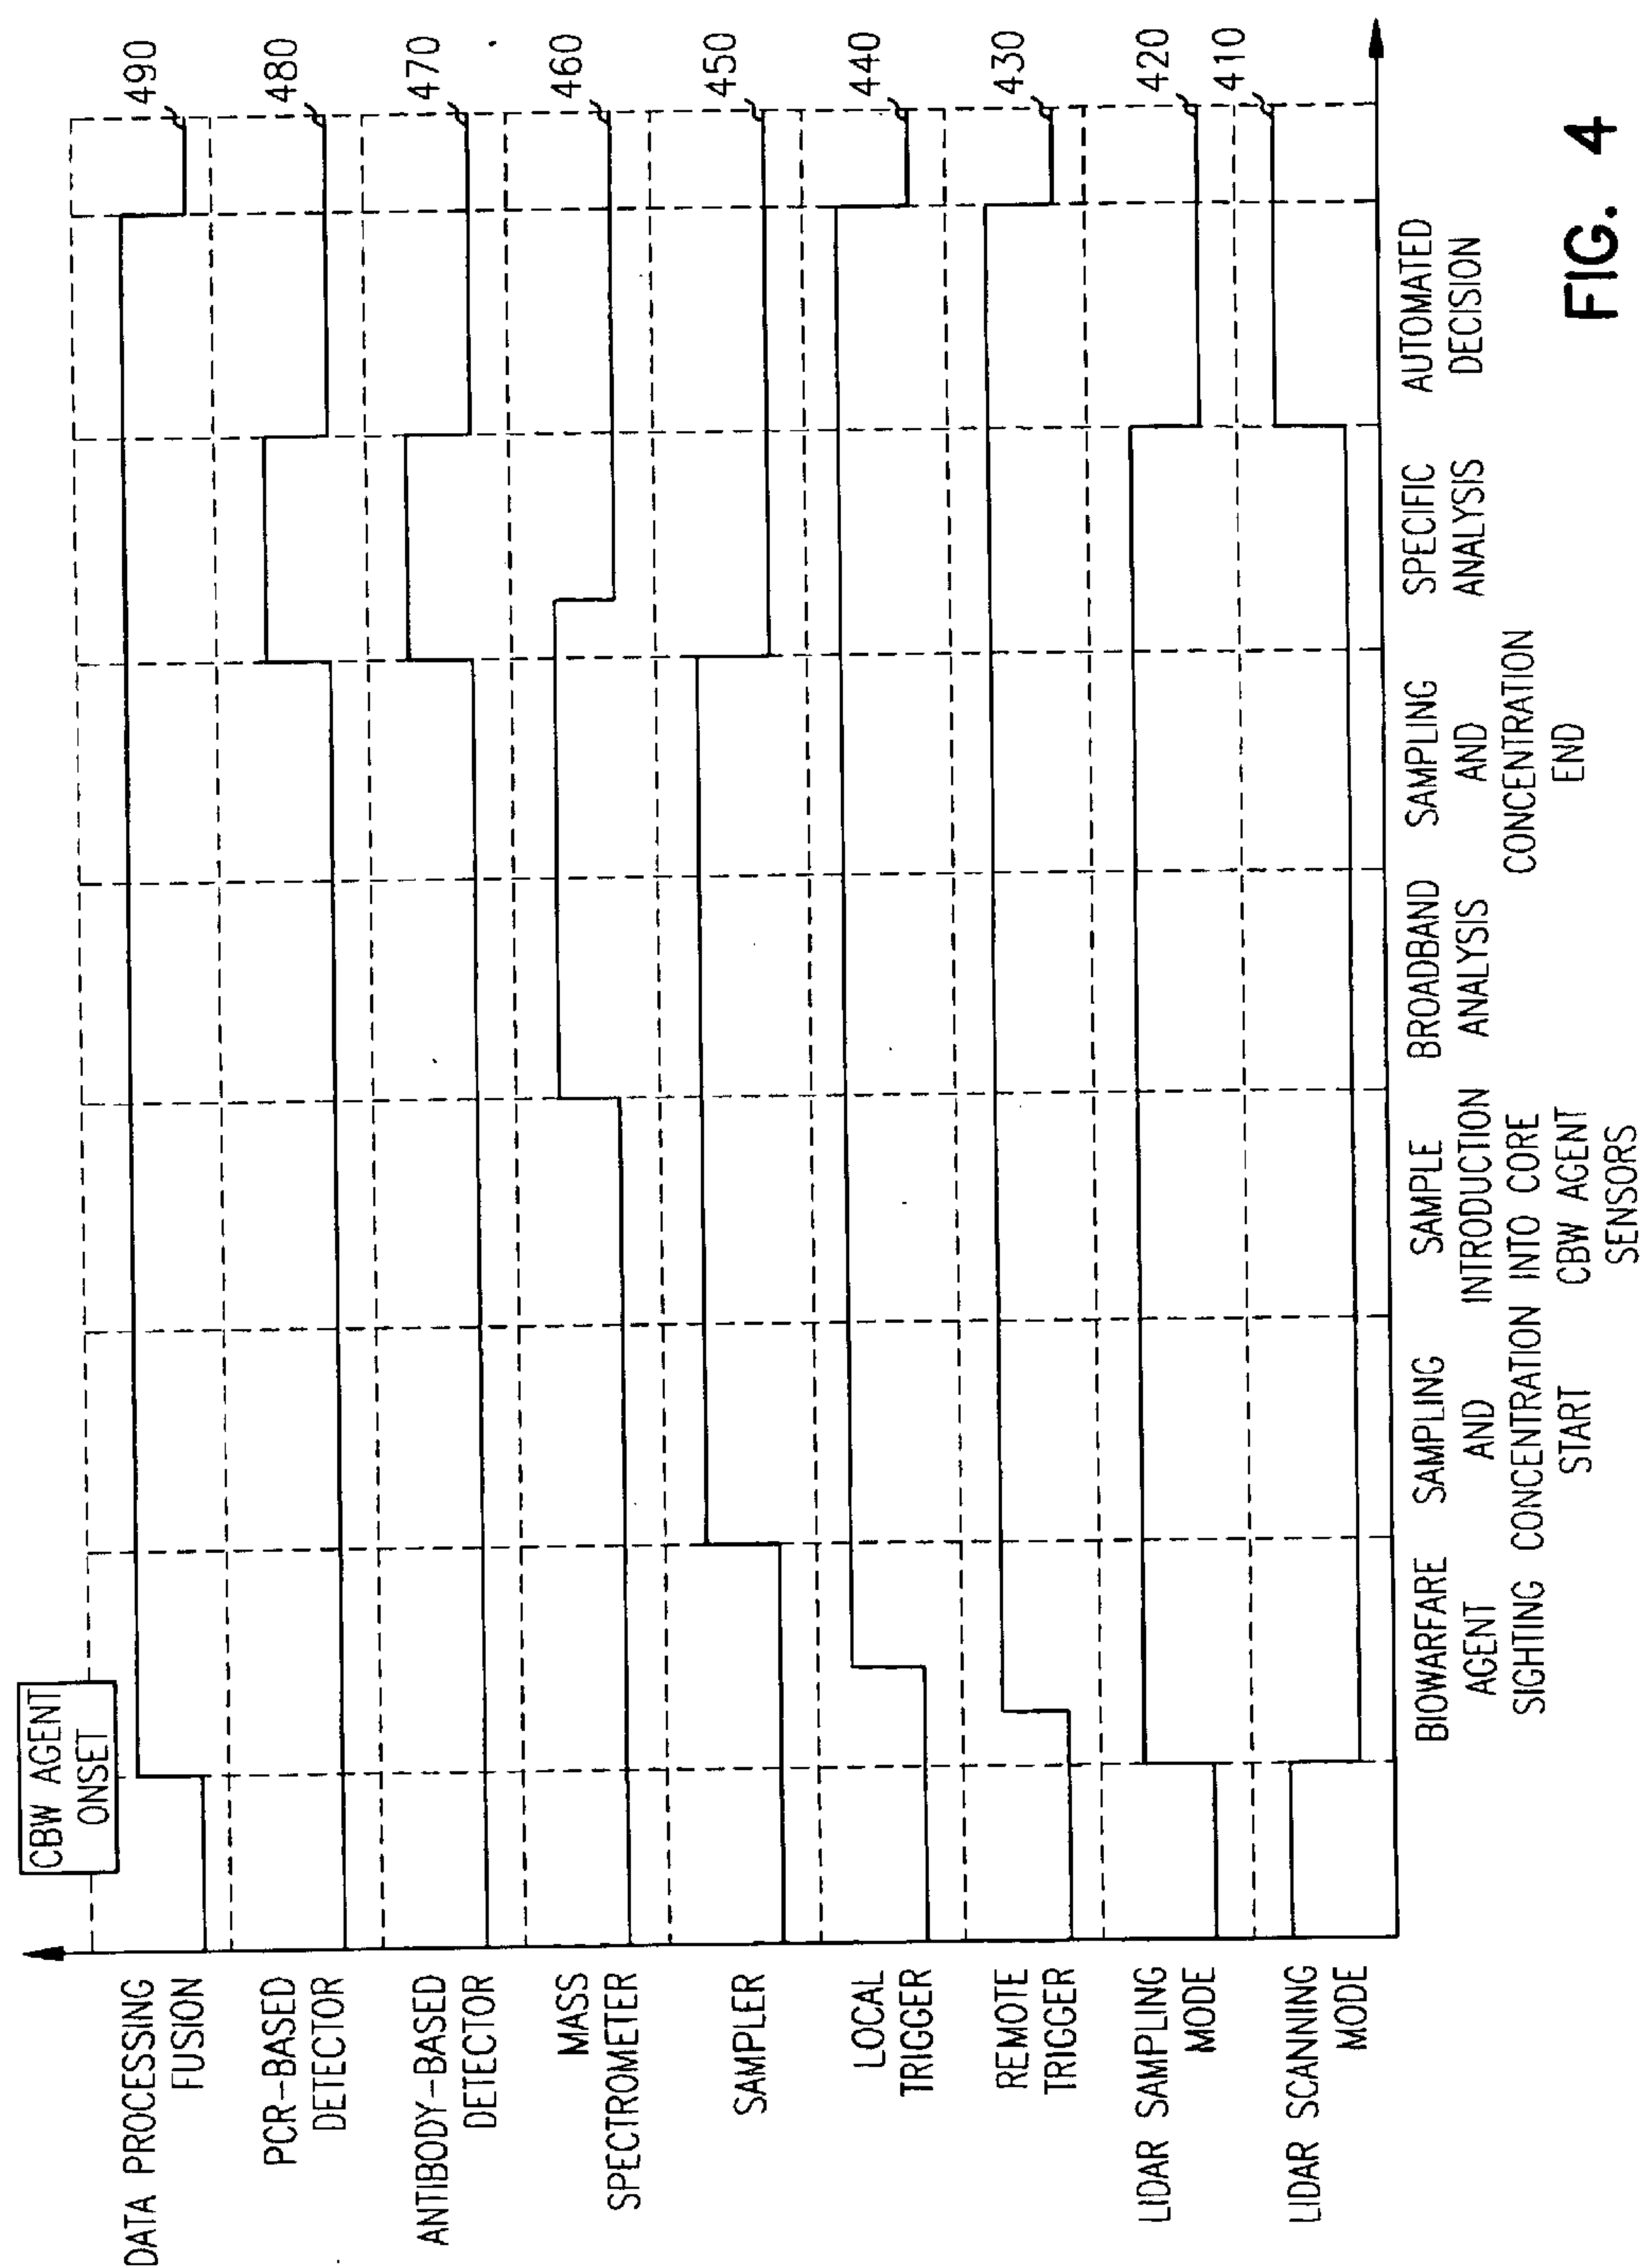 CBW AGENT
ONSET
DATA PROCESSING
FUSION
490
PCR-BASED
DETECTOR
480
ANTIBODY-BASED
DETECTOR
470
MASS
SPECTROMETER
460
SAMPLER
450
LOCAL
TRIGGER
440
REMOTE
TRIGGER
430
LIDAR SAMPLING
MODE
420
LIDAR SCANNING
MODE
410
BIOWARFARE
AGENT
SIGHTING
SAMPLING
AND
CONCENTRATION
START
SAMPLE
INTRODUCTION
INTO CORE
CBW AGENT
SENSORS
BROADBAND
ANALYSIS
SAMPLING
AND
CONCENTRATION
END
SPECIFIC
ANALYSIS
AUTOMATED
DECISION
FIG. 4